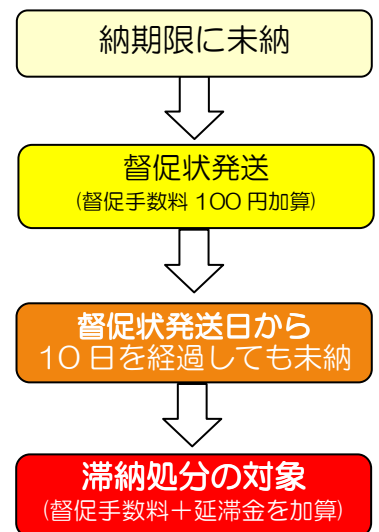 納期限に未納
督促状発送
(督促手数料 100 円加算)
督促状発送日から
10 日を経過しても未納
滞納処分の対象
(督促手数料＋延滞金を加算)